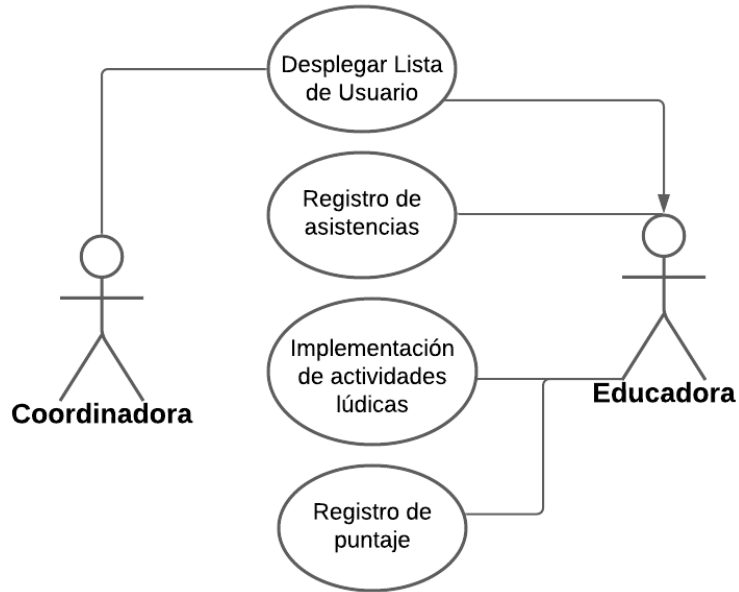 Desplegar Lista
de Usuario
Registro de
asistencias
Implementación
de actividades
lúdicas
Coordinadora
Educadora
Registro de
puntaje